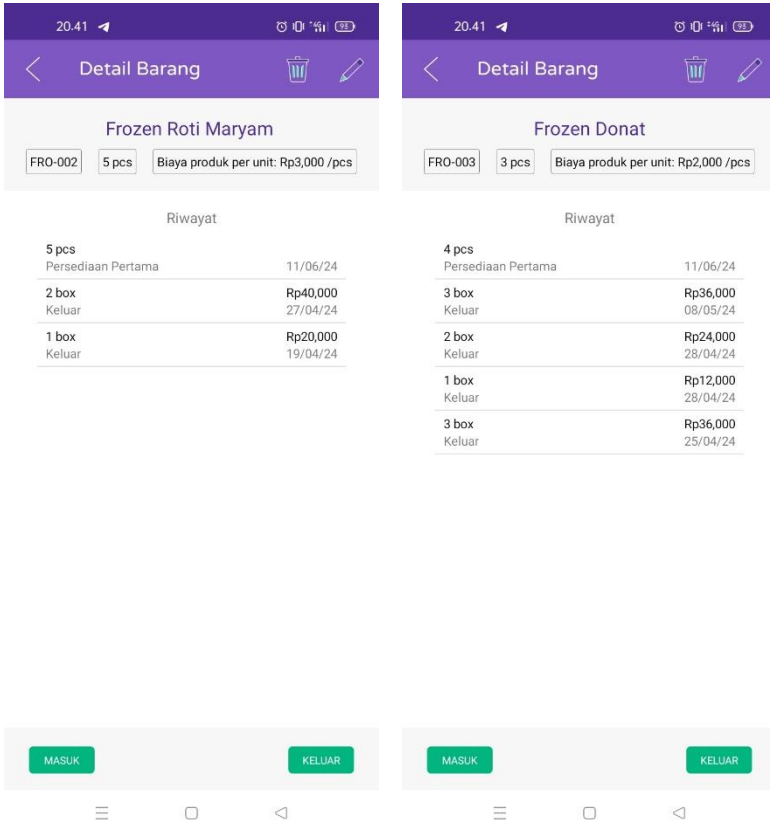 20.41
93
Detail Barang
Frozen Roti Maryam
FRO-002 5 pcs Biaya produk per unit: Rp3,000 /pcs
Riwayat
5 pcs
Persediaan Pertama 11/06/24
2 box Rp40,000
Keluar 27/04/24
1 box Rp20,000
Keluar 19/04/24
MASUK KELUAR
20.41
93
Detail Barang
Frozen Donat
FRO-003 3 pcs Biaya produk per unit: Rp2,000 /pcs
Riwayat
4 pcs
Persediaan Pertama 11/06/24
3 box Rp36,000
Keluar 08/05/24
2 box Rp24,000
Keluar 28/04/24
1 box Rp12,000
Keluar 28/04/24
3 box Rp36,000
Keluar 25/04/24
MASUK KELUAR